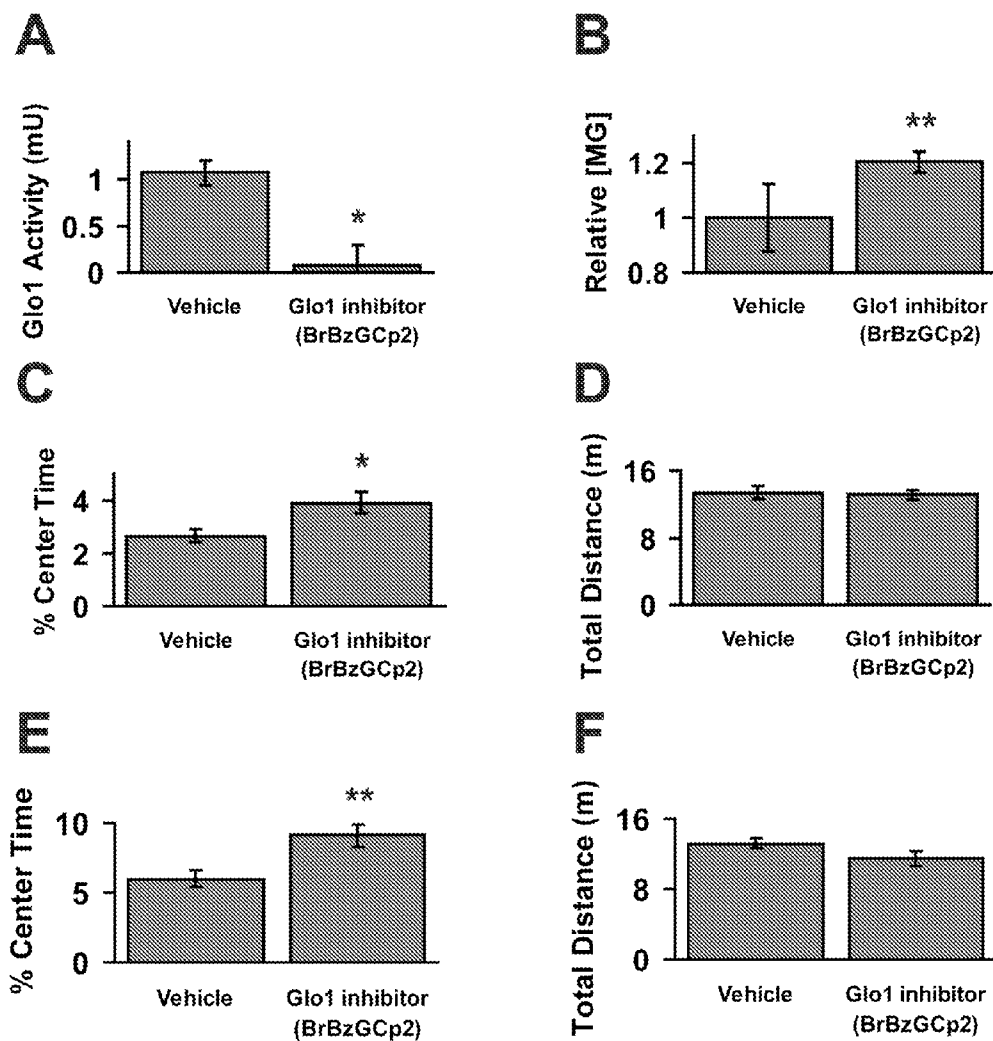 A
Glo1 Activity (mU)
1
0.5
0
*
Vehicle
Glo1 inhibitor
(BrBzGCp2)
B
Relative [MG]
1.2
1
0.8
**
Vehicle
Glo1 inhibitor
(BrBzGCp2)
C
% Center Time
4
2
0
*
Vehicle
Glo1 inhibitor
(BrBzGCp2)
D
Total Distance (m)
16
8
0
Vehicle
Glo1 inhibitor
(BrBzGCp2)
E
% Center Time
10
5
0
**
Vehicle
Glo1 inhibitor
(BrBzGCp2)
F
Total Distance (m)
16
8
0
Vehicle
Glo1 inhibitor
(BrBzGCp2)